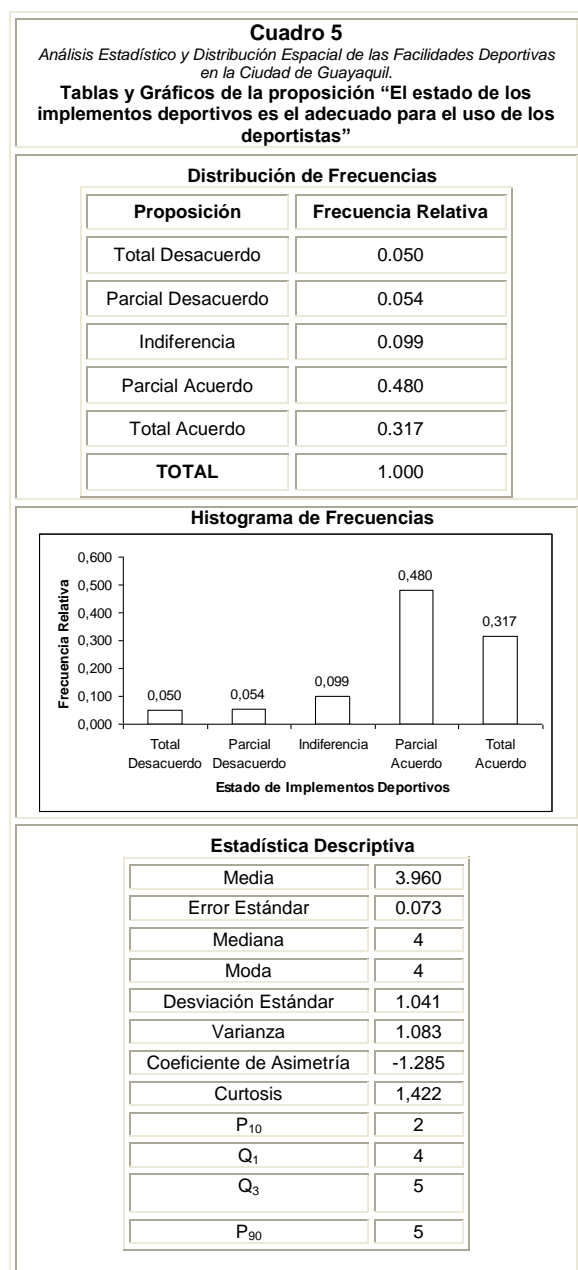 Cuadro 5
Análisis Estadístico y Distribución Espacial de las Facilidades Deportivas
en la Ciudad de Guayaquil.
Tablas y Gráficos de la proposición “El estado de los
implementos deportivos es el adecuado para el uso de los
deportistas”
Distribución de Frecuencias
Proposición Frecuencia Relativa
Total Desacuerdo 0.050
Parcial Desacuerdo 0.054
Indiferencia 0.099
Parcial Acuerdo 0.480
Total Acuerdo 0.317
TOTAL 1.000
Histograma de Frecuencias
Frecuencia Relativa
0,600
0,500
0,400
0,300
0,200
0,100
0,000
0,050 0,054 0,099 0,480 0,317
Total Parcial Indiferencia Parcial Total
Desacuerdo Desacuerdo Acuerdo Acuerdo
Estado de Implementos Deportivos
Estadística Descriptiva
Media 3.960
Error Estándar 0.073
Mediana 4
Moda 4
Desviación Estándar 1.041
Varianza 1.083
Coeficiente de Asimetría -1.285
Curtosis 1,422
P10 2
Q1 4
Q3 5
P90 5